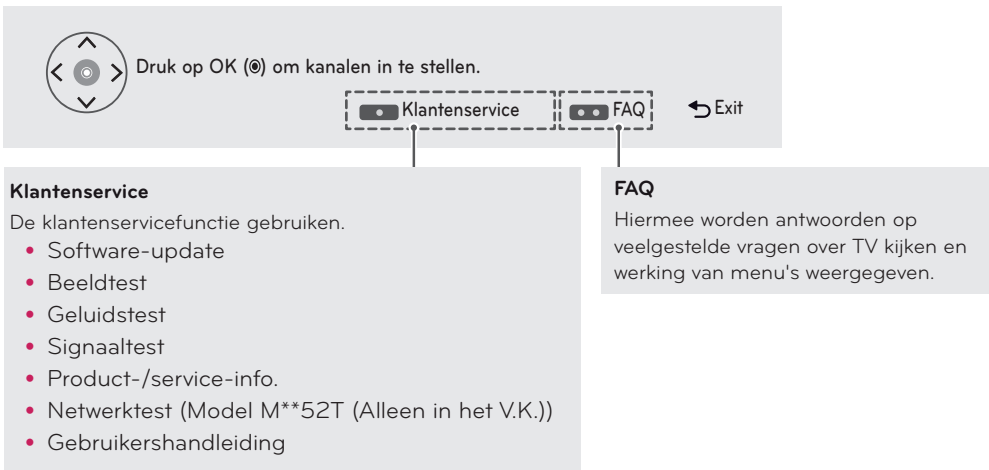 Druk op OK (◉) om kanalen in te stellen.
Klantenservice
FAQ
Exit
Klantenservice
De klantenservicefunctie gebruiken.
• Software-update
• Beeldtest
• Geluidstest
• Signaaltest
• Product-/service-info.
• Netwerktest (Model M**52T (Alleen in het V.K.))
• Gebruikershandleiding
FAQ
Hiermee worden antwoorden op
veelgestelde vragen over TV kijken en
werking van menu's weergegeven.